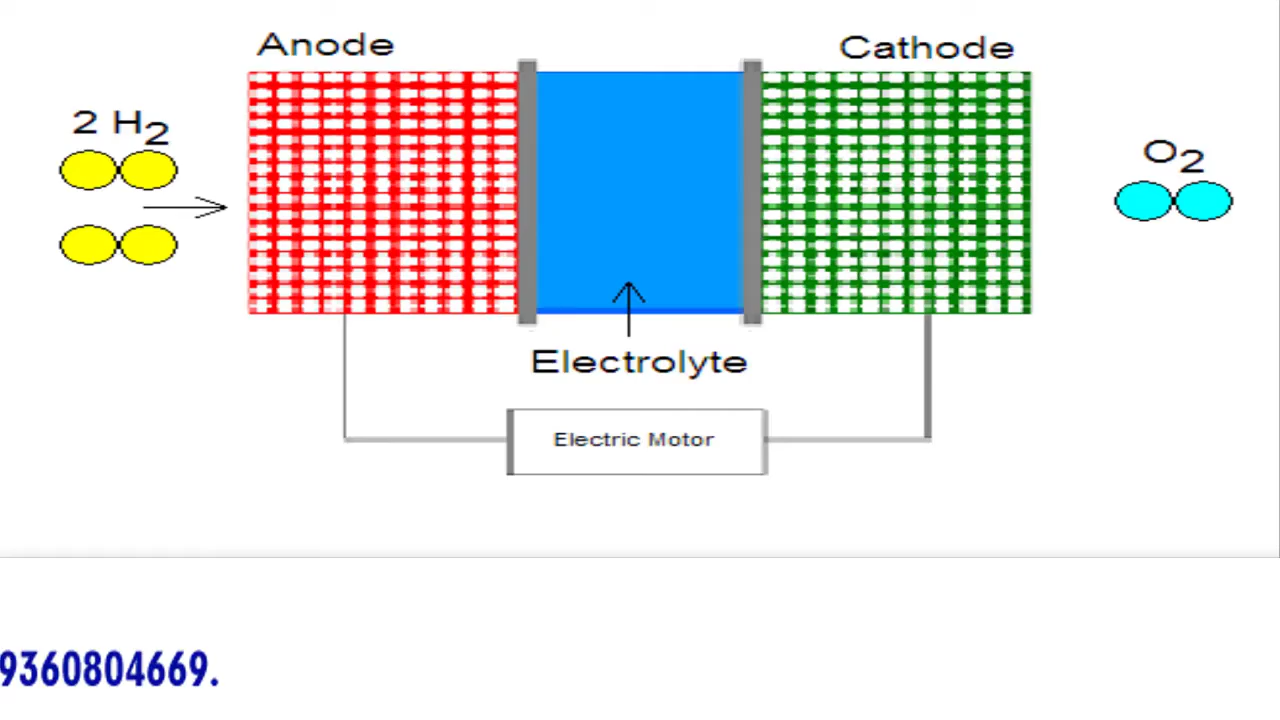 Anode
Cathode
2 H2
O2
Electrolyte
Electric Motor
9360804669.